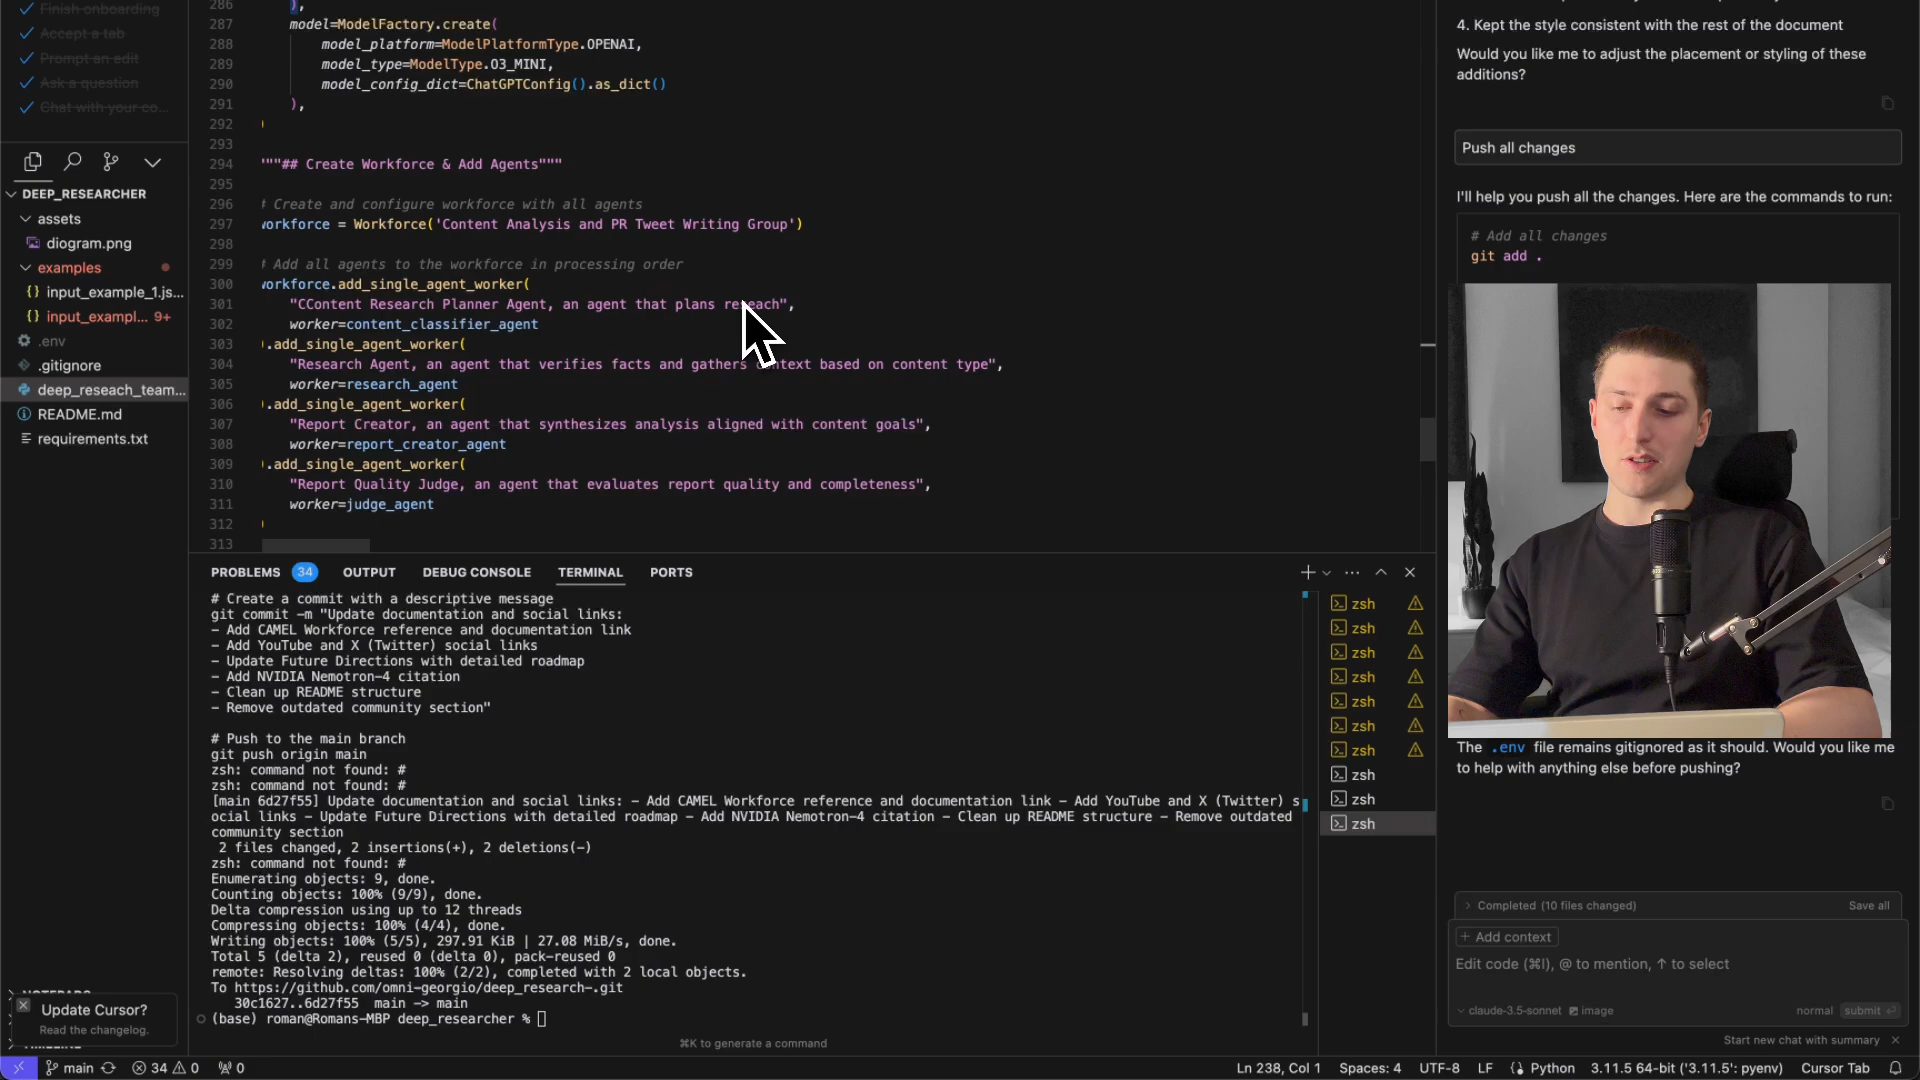 Finish onboarding
Accept a tab
Prompt an edit
Ask a question
Chat with your co...
DEEP_RESEARCHER
assets
diogram.png
examples
input_example_1.js...
input_exampl... 9+
.env
.gitignore
deep_reseach_team...
README.md
requirements.txt
Update Cursor?
Read the changelog.
286 ),
287 model=ModelFactory.create(
288 model_platform=ModelPlatformType.OPENAI,
289 model_type=ModelType.O3_MINI,
290 model_config_dict=ChatGPTConfig().as_dict()
291 ),
292 )
293
294 """## Create Workforce & Add Agents"""
295
296 # Create and configure workforce with all agents
297 workforce = Workforce('Content Analysis and PR Tweet Writing Group')
298
299 # Add all agents to the workforce in processing order
300 workforce.add_single_agent_worker(
301 "CContent Research Planner Agent, an agent that plans reseach",
302 worker=content_classifier_agent
303 ).add_single_agent_worker(
304 "Research Agent, an agent that verifies facts and gathers context based on content type",
305 worker=research_agent
306 ).add_single_agent_worker(
307 "Report Creator, an agent that synthesizes analysis aligned with content goals",
308 worker=report_creator_agent
309 ).add_single_agent_worker(
310 "Report Quality Judge, an agent that evaluates report quality and completeness",
311 worker=judge_agent
312 )
313
PROBLEMS 34 OUTPUT DEBUG CONSOLE TERMINAL PORTS
# Create a commit with a descriptive message
git commit -m "Update documentation and social links:
- Add CAMEL Workforce reference and documentation link
- Add YouTube and X (Twitter) social links
- Update Future Directions with detailed roadmap
- Add NVIDIA Nemotron-4 citation
- Clean up README structure
- Remove outdated community section"
# Push to the main branch
git push origin main
zsh: command not found: #
zsh: command not found: #
[main 6d27f55] Update documentation and social links: - Add CAMEL Workforce reference and documentation link - Add YouTube and X (Twitter) s
ocial links - Update Future Directions with detailed roadmap - Add NVIDIA Nemotron-4 citation - Clean up README structure - Remove outdated
community section
2 files changed, 2 insertions(+), 2 deletions(-)
zsh: command not found: #
Enumerating objects: 9, done.
Counting objects: 100% (9/9), done.
Delta compression using up to 12 threads
Compressing objects: 100% (4/4), done.
Writing objects: 100% (5/5), 297.91 KiB | 27.08 MiB/s, done.
Total 5 (delta 2), reused 0 (delta 0), pack-reused 0
remote: Resolving deltas: 100% (2/2), completed with 2 local objects.
To https://github.com/omni-georgio/deep_research-.git
30c1627..6d27f55 main -> main
(base) roman@Romans-MBP deep_researcher %
⌘K to generate a command
zsh
zsh
zsh
zsh
zsh
zsh
zsh
zsh
zsh
zsh
4. Kept the style consistent with the rest of the document
Would you like me to adjust the placement or styling of these
additions?
Push all changes
I'll help you push all the changes. Here are the commands to run:
# Add all changes
git add .
The .env file remains gitignored as it should. Would you like me
to help with anything else before pushing?
Completed (10 files changed) Save all
+ Add context
Edit code (⌘I), @ to mention, ↑ to select
claude-3.5-sonnet image normal submit
Start new chat with summary
main 34 0 0 Ln 238, Col 1 Spaces: 4 UTF-8 LF Python 3.11.5 64-bit ('3.11.5': pyenv) Cursor Tab